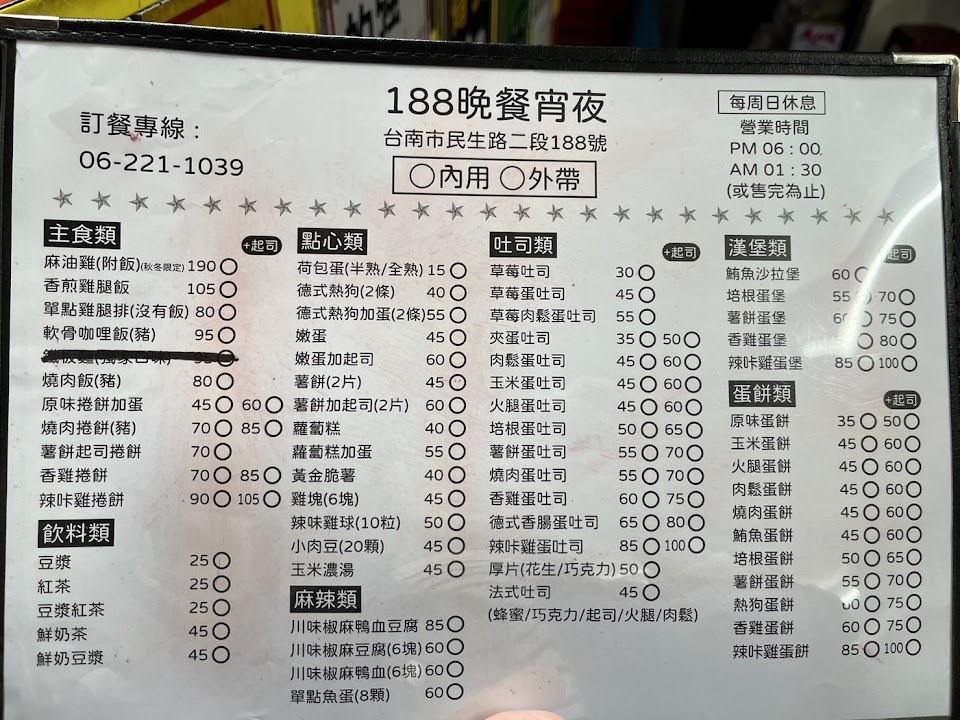 188晚餐宵夜
台南市民生路二段188號
○內用 ○外帶
訂餐專線：
06-221-1039
每周日休息
營業時間
PM 06：00
AM 01：30
(或售完為止)
主食類 +起司
麻油雞(附飯)(秋冬限定) 190○
香煎雞腿飯 105○
單點雞腿排(沒有飯) 80○
軟骨咖哩飯(豬) 95○
鐵板麵(獨家口味) 95○
燒肉飯(豬) 80○
原味捲餅加蛋 45○ 60○
燒肉捲餅(豬) 70○ 85○
薯餅起司捲餅 70○
香雞捲餅 70○ 85○
辣咔雞捲餅 90○ 105○
飲料類
豆漿 25○
紅茶 25○
豆漿紅茶 25○
鮮奶茶 45○
鮮奶豆漿 45○
點心類
荷包蛋(半熟/全熟) 15○
德式熱狗(2條) 40○
德式熱狗加蛋(2條) 55○
嫩蛋 45○
嫩蛋加起司 60○
薯餅(2片) 45○
薯餅加起司(2片) 60○
蘿蔔糕 40○
蘿蔔糕加蛋 55○
黃金脆薯 40○
雞塊(6塊) 45○
辣味雞球(10粒) 50○
小肉豆(20顆) 45○
玉米濃湯 45○
麻辣類
川味椒麻鴨血豆腐 85○
川味椒麻豆腐(6塊) 60○
川味椒麻鴨血(6塊) 60○
單點魚蛋(8顆) 60○
吐司類 +起司
草莓吐司 30○
草莓蛋吐司 45○
草莓肉鬆蛋吐司 55○
夾蛋吐司 35○ 50○
肉鬆蛋吐司 45○ 60○
玉米蛋吐司 45○ 60○
火腿蛋吐司 45○ 60○
培根蛋吐司 50○ 65○
薯餅蛋吐司 55○ 70○
燒肉蛋吐司 55○ 70○
香雞蛋吐司 60○ 75○
德式香腸蛋吐司 65○ 80○
辣咔雞蛋吐司 85○ 100○
厚片(花生/巧克力) 50○
法式吐司 45○
(蜂蜜/巧克力/起司/火腿/肉鬆)
漢堡類 +起司
鮪魚沙拉堡 60○
培根蛋堡 55○ 70○
薯餅蛋堡 60○ 75○
香雞蛋堡 80○
辣咔雞蛋堡 85○ 100○
蛋餅類 +起司
原味蛋餅 35○ 50○
玉米蛋餅 45○ 60○
火腿蛋餅 45○ 60○
肉鬆蛋餅 45○ 60○
燒肉蛋餅 45○ 60○
鮪魚蛋餅 45○ 60○
培根蛋餅 50○ 65○
薯餅蛋餅 55○ 70○
熱狗蛋餅 60○ 75○
香雞蛋餅 60○ 75○
辣咔雞蛋餅 85○ 100○